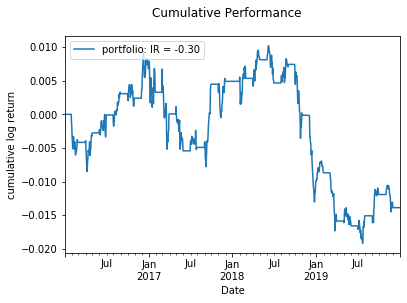 Cumulative Performance
portfolio: IR = -0.30
cumulative log return
0.010
0.005
0.000
−0.005
−0.010
−0.015
−0.020
Jul
Jan
2017
Jul
Jan
2018
Jul
Jan
2019
Jul
Date